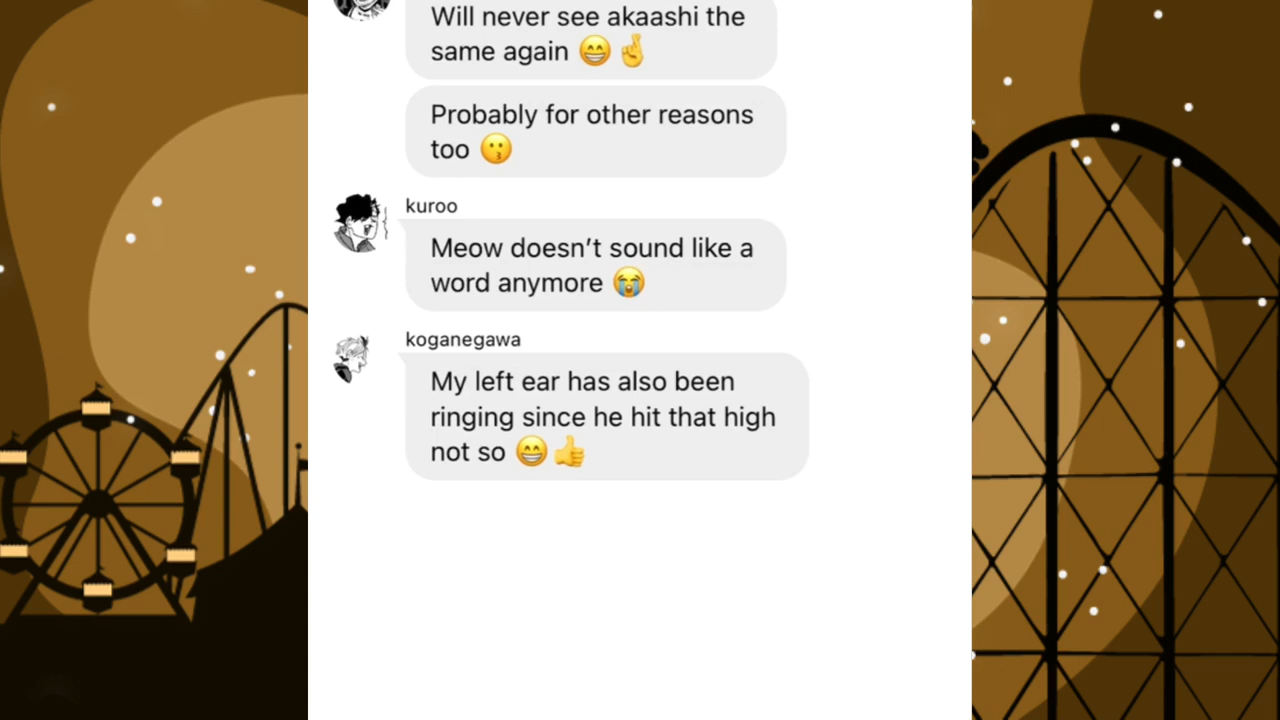 Will never see akaashi the
same again 😁🤞
Probably for other reasons
too 😗
kuroo
Meow doesn’t sound like a
word anymore 😭
koganegawa
My left ear has also been
ringing since he hit that high
not so 😁👍